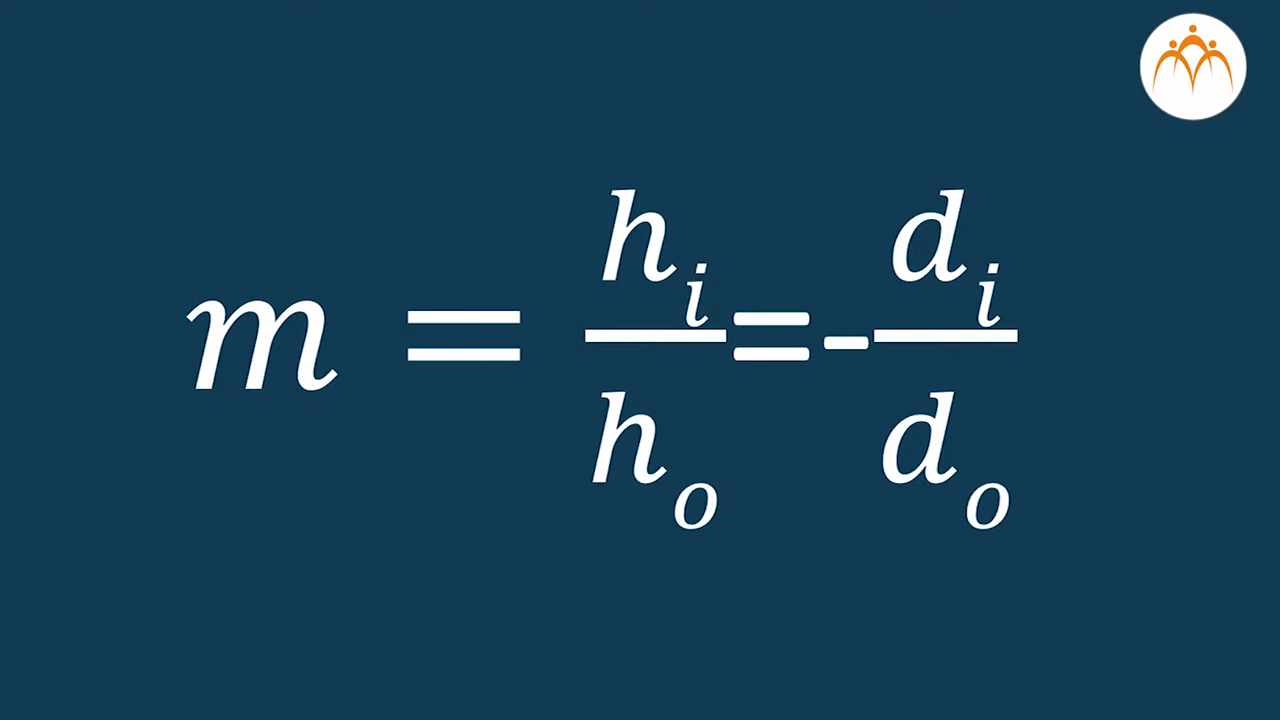 m = h_i/h_o = -d_i/d_o